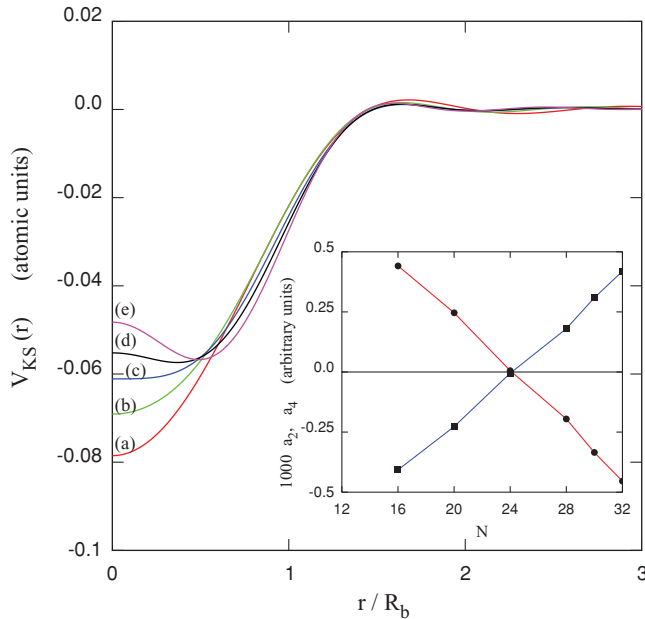 0.02
0.0
-0.02
-0.04
-0.06
-0.08
-0.1
V_KS (r) (atomic units)
(e)
(d)
(c)
(b)
(a)
0 1 2 3
r / R_b
0.5
0.25
0.0
-0.25
-0.5
1000 a_2, a_4 (arbitrary units)
12 16 20 24 28 32
N